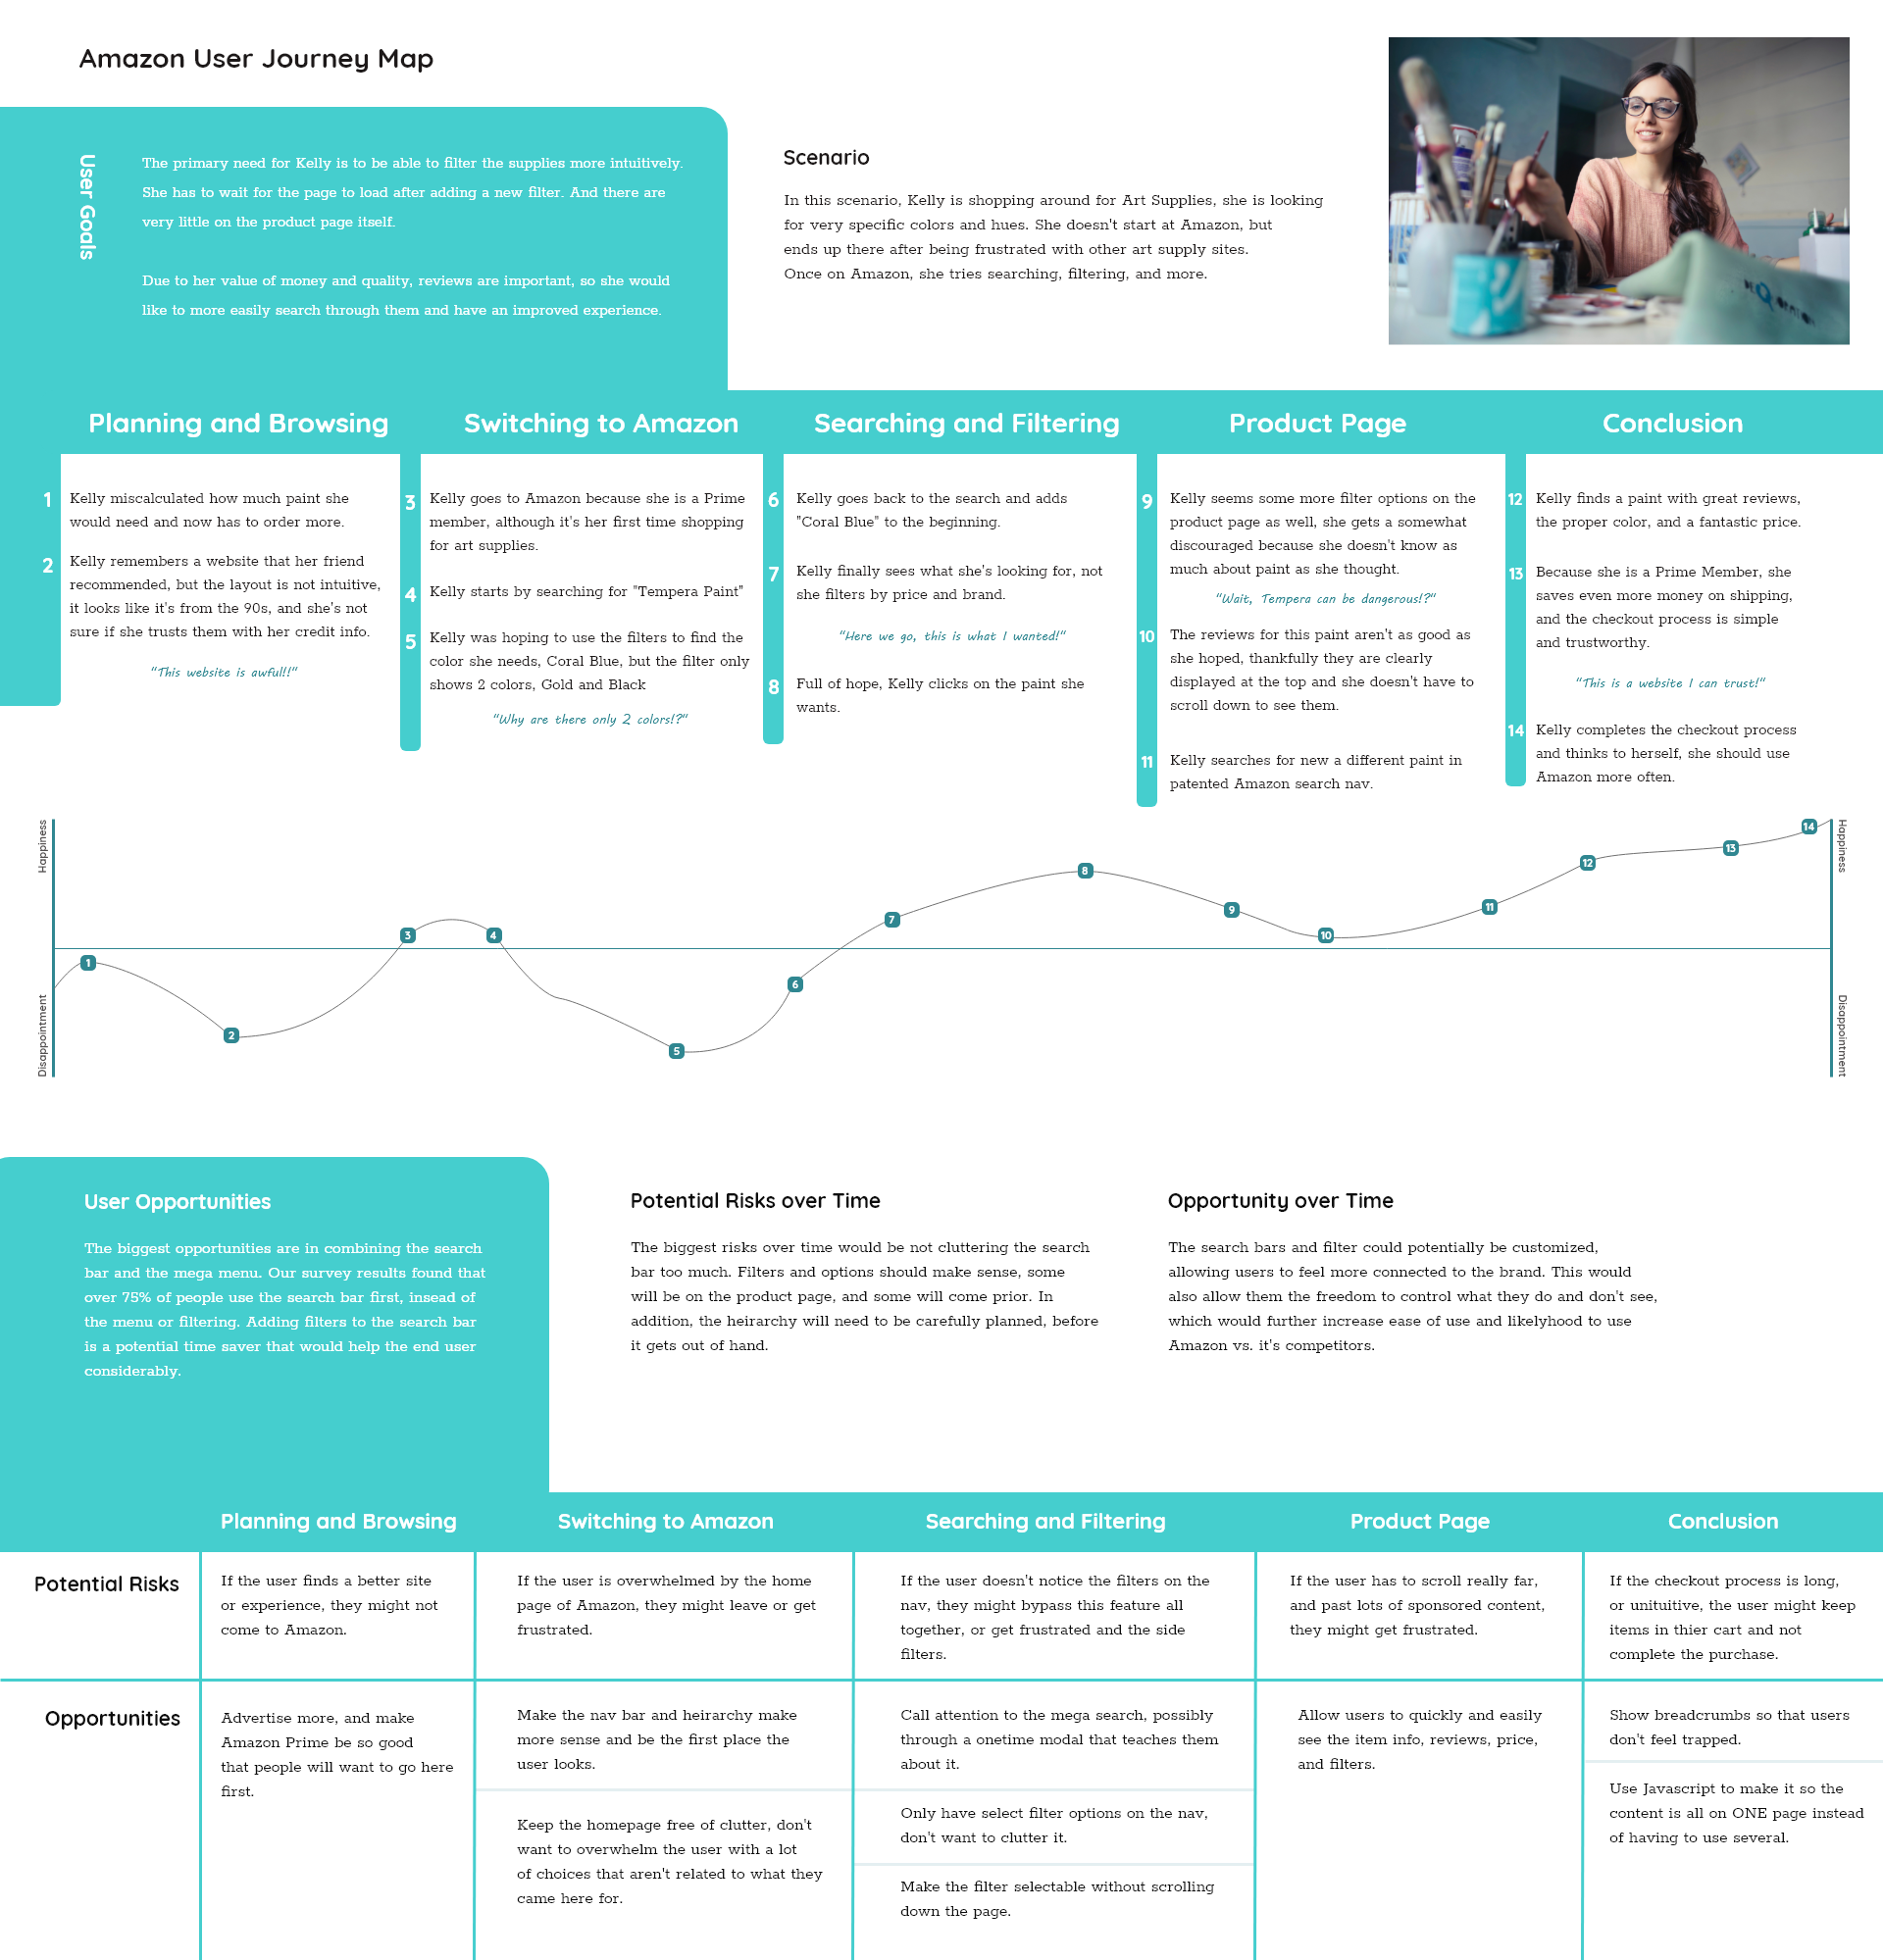 Amazon User Journey Map
User Goals
The primary need for Kelly is to be able to filter the supplies more intuitively.
She has to wait for the page to load after adding a new filter. And there are
very little on the product page itself.
Due to her value of money and quality, reviews are important, so she would
like to more easily search through them and have an improved experience.
Scenario
In this scenario, Kelly is shopping around for Art Supplies, she is looking
for very specific colors and hues. She doesn't start at Amazon, but
ends up there after being frustrated with other art supply sites.
Once on Amazon, she tries searching, filtering, and more.
Planning and Browsing
1
Kelly miscalculated how much paint she
would need and now has to order more.
2
Kelly remembers a website that her friend
recommended, but the layout is not intuitive,
it looks like it's from the 90s, and she's not
sure if she trusts them with her credit info.
"This website is awful!!"
Switching to Amazon
3
Kelly goes to Amazon because she is a Prime
member, although it's her first time shopping
for art supplies.
4
Kelly starts by searching for "Tempera Paint"
5
Kelly was hoping to use the filters to find the
color she needs, Coral Blue, but the filter only
shows 2 colors, Gold and Black
"Why are there only 2 colors!?"
Searching and Filtering
6
Kelly goes back to the search and adds
"Coral Blue" to the beginning.
7
Kelly finally sees what she's looking for, not
she filters by price and brand.
"Here we go, this is what I wanted!"
8
Full of hope, Kelly clicks on the paint she
wants.
Product Page
9
Kelly seems some more filter options on the
product page as well, she gets a somewhat
discouraged because she doesn't know as
much about paint as she thought.
"Wait, Tempera can be dangerous!?"
10
The reviews for this paint aren't as good as
she hoped, thankfully they are clearly
displayed at the top and she doesn't have to
scroll down to see them.
11
Kelly searches for new a different paint in
patented Amazon search nav.
Conclusion
12
Kelly finds a paint with great reviews,
the proper color, and a fantastic price.
13
Because she is a Prime Member, she
saves even more money on shipping,
and the checkout process is simple
and trustworthy.
"This is a website I can trust!"
14
Kelly completes the checkout process
and thinks to herself, she should use
Amazon more often.
Happiness
Disappointment
1
2
3
4
5
6
7
8
9
10
11
12
13
14
Happiness
Disappointment
User Opportunities
The biggest opportunities are in combining the search
bar and the mega menu. Our survey results found that
over 75% of people use the search bar first, insead of
the menu or filtering. Adding filters to the search bar
is a potential time saver that would help the end user
considerably.
Potential Risks over Time
The biggest risks over time would be not cluttering the search
bar too much. Filters and options should make sense, some
will be on the product page, and some will come prior. In
addition, the heirarchy will need to be carefully planned, before
it gets out of hand.
Opportunity over Time
The search bars and filter could potentially be customized,
allowing users to feel more connected to the brand. This would
also allow them the freedom to control what they do and don't see,
which would further increase ease of use and likelyhood to use
Amazon vs. it's competitors.
Planning and Browsing
Switching to Amazon
Searching and Filtering
Product Page
Conclusion
Potential Risks
If the user finds a better site
or experience, they might not
come to Amazon.
If the user is overwhelmed by the home
page of Amazon, they might leave or get
frustrated.
If the user doesn't notice the filters on the
nav, they might bypass this feature all
together, or get frustrated and the side
filters.
If the user has to scroll really far,
and past lots of sponsored content,
they might get frustrated.
If the checkout process is long,
or unituitive, the user might keep
items in thier cart and not
complete the purchase.
Opportunities
Advertise more, and make
Amazon Prime be so good
that people will want to go here
first.
Make the nav bar and heirarchy make
more sense and be the first place the
user looks.
Keep the homepage free of clutter, don't
want to overwhelm the user with a lot
of choices that aren't related to what they
came here for.
Call attention to the mega search, possibly
through a onetime modal that teaches them
about it.
Only have select filter options on the nav,
don't want to clutter it.
Make the filter selectable without scrolling
down the page.
Allow users to quickly and easily
see the item info, reviews, price,
and filters.
Show breadcrumbs so that users
don't feel trapped.
Use Javascript to make it so the
content is all on ONE page instead
of having to use several.